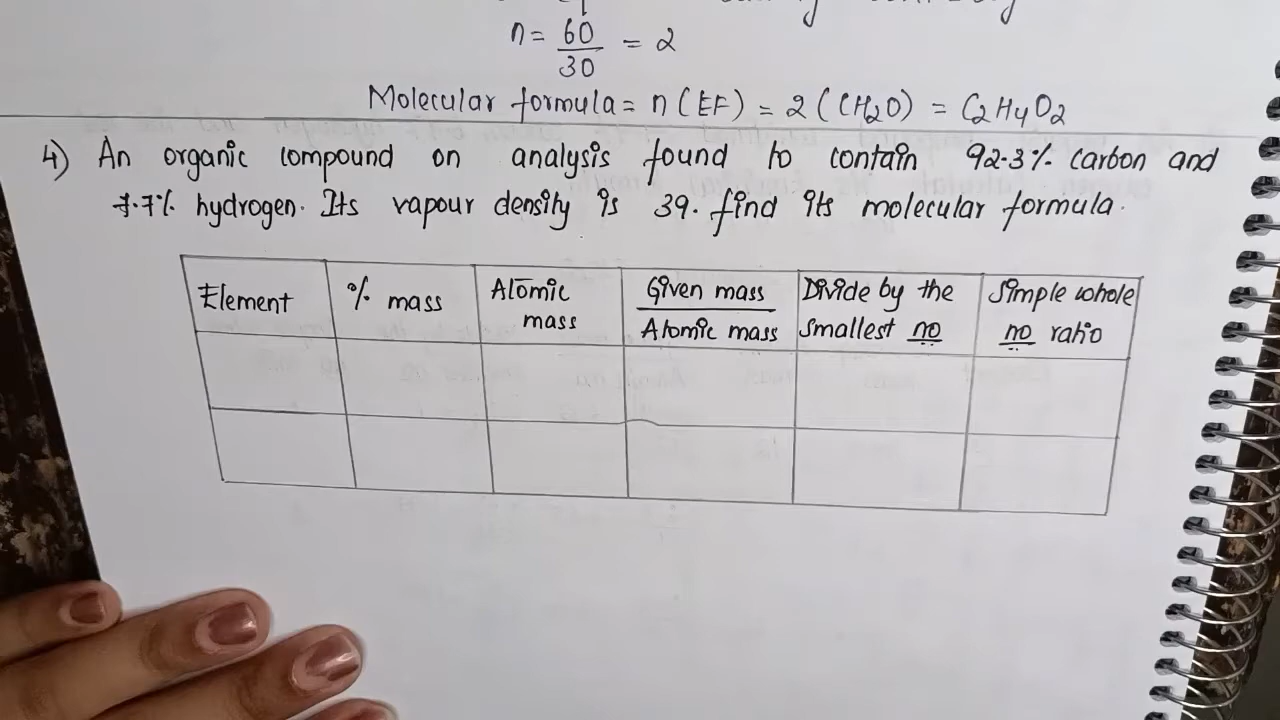 n = 60/30 = 2
Molecular formula = n (EF) = 2 (CH2O) = C2H4O2
4) An organic compound on analysis found to contain 92.3% carbon and
7.7% hydrogen. Its vapour density is 39. find its molecular formula.
Element % mass Atomic mass Given mass / Atomic mass Divide by the smallest no Simple whole no ratio